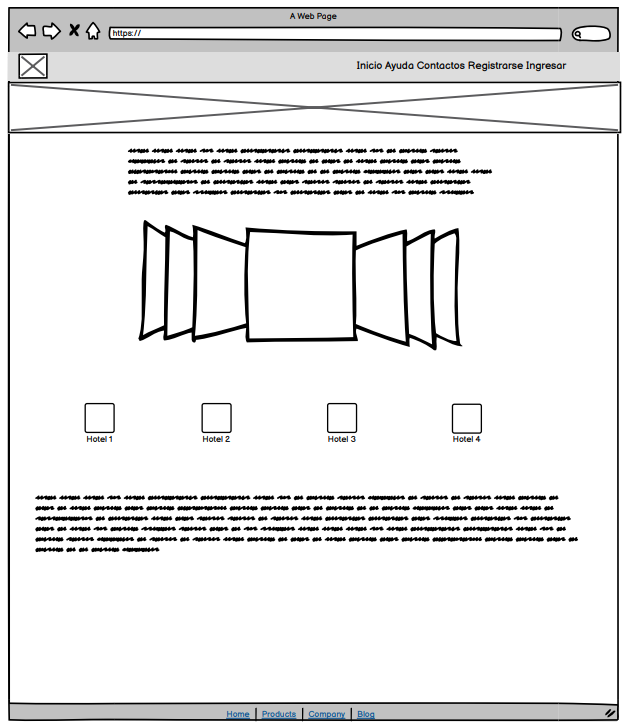 A Web Page
https://
Inicio Ayuda Contactos Registrarse Ingresar
Hotel 1 Hotel 2 Hotel 3 Hotel 4
Home | Products | Company | Blog